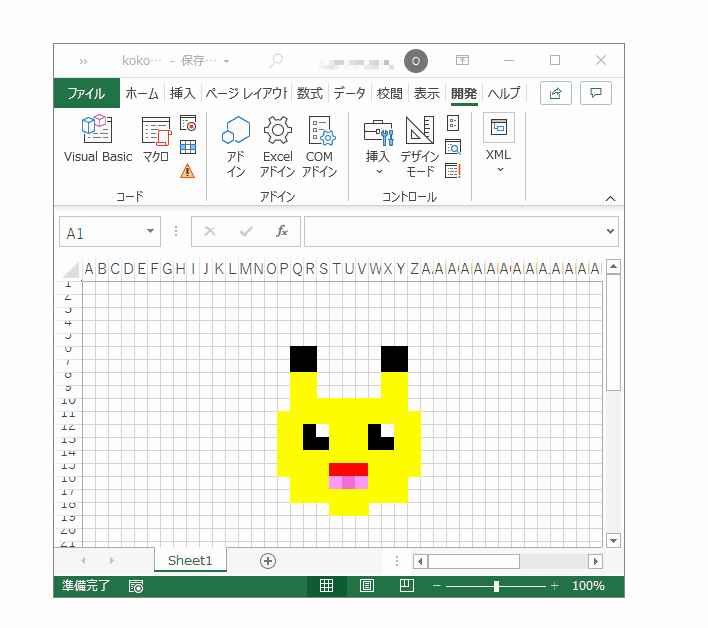 koko… - 保存…
O
ファイル ホーム 挿入 ページ レイアウト 数式 データ 校閲 表示 開発 ヘルプ
Visual Basic マクロ アド Excel COM 挿入 デザイン XML
イン アドイン アドイン モード
コード アドイン コントロール
A1 fx
A B C D E F G H I J K L M N O P Q R S T U V W X Y Z
1
2
3
4
5
6
7
8
9
10
11
12
13
14
15
16
17
18
19
20
21
Sheet1
準備完了 100%